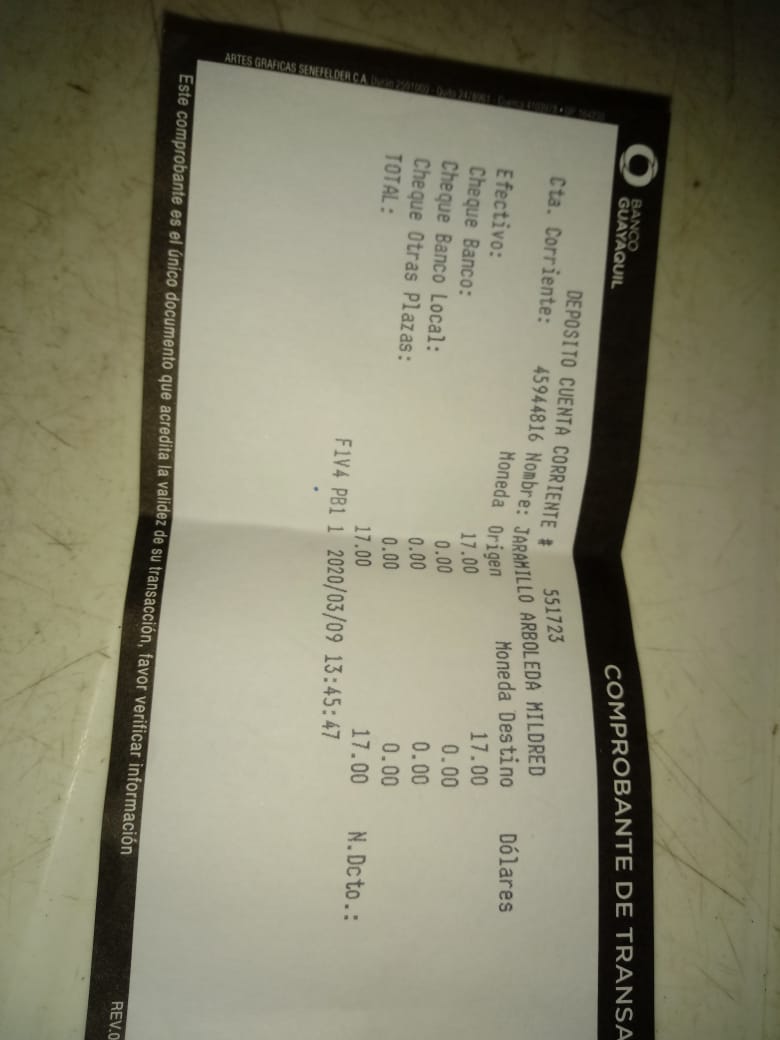 BANCO
GUAYAQUIL
COMPROBANTE DE TRANSA
DEPOSITO CUENTA CORRIENTE # 551723
Cta. Corriente: 45944816 Nombre: JARAMILLO ARBOLEDA MILDRED
Moneda Origen Moneda Destino Dólares
Efectivo: 17.00 17.00
Cheque Banco: 0.00 0.00
Cheque Banco Local: 0.00 0.00
Cheque Otras Plazas: 0.00 0.00
TOTAL: 17.00 17.00 N.Dcto.:
F1V4 PB1 1 2020/03/09 13:45:47
ARTES GRAFICAS SENEFELDER C.A.
Este comprobante es el único documento que acredita la validez de su transacción, favor verificar información
REV.0